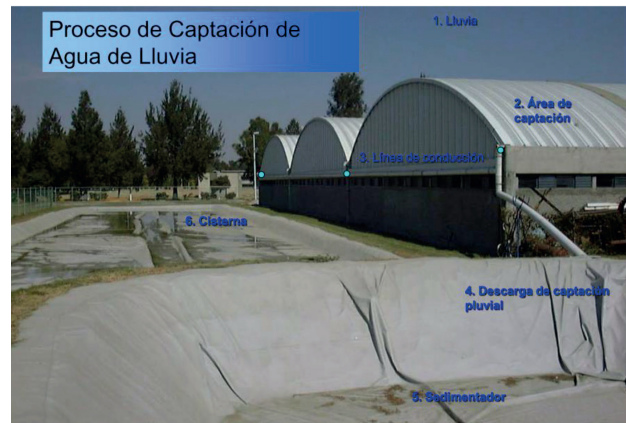 Proceso de Captación de
Agua de Lluvia
1. Lluvia
2. Área de
captación
3. Línea de conducción
6. Cisterna
4. Descarga de captación
pluvial
5. Sedimentador